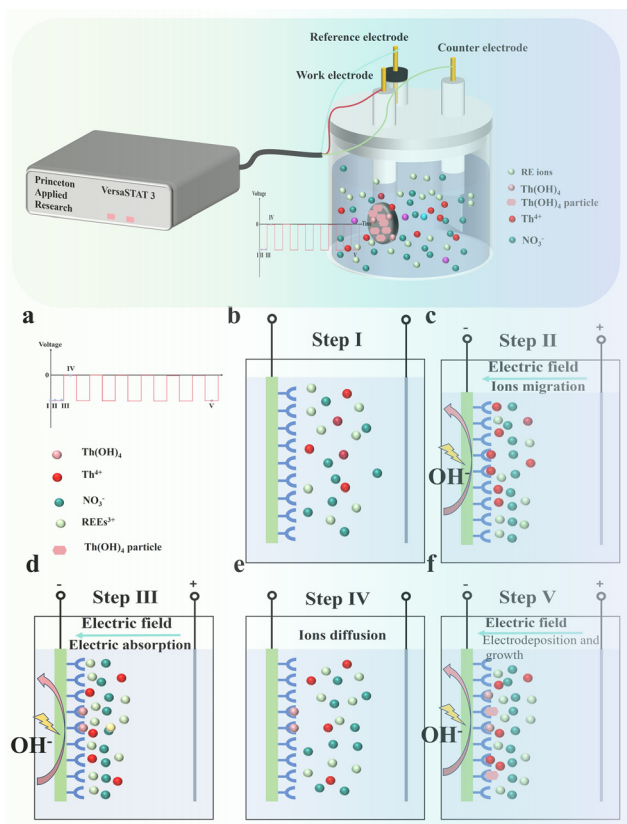 Reference electrode
Counter electrode
Work electrode
Princeton
Applied
Research
VersaSTAT 3
RE ions
Th(OH)4
Th(OH)4 particle
Th4+
NO3-
Voltage
IV
0
Time
I II III
V
a
Voltage
IV
0
I II III
V
Th(OH)4
Th4+
NO3-
REEs3+
Th(OH)4 particle
b
Step I
c
- Step II +
Electric field
Ions migration
OH-
d
- Step III +
Electric field
Electric absorption
OH-
e
Step IV
Ions diffusion
f
- Step V +
Electric field
Electrodeposition and
growth
OH-